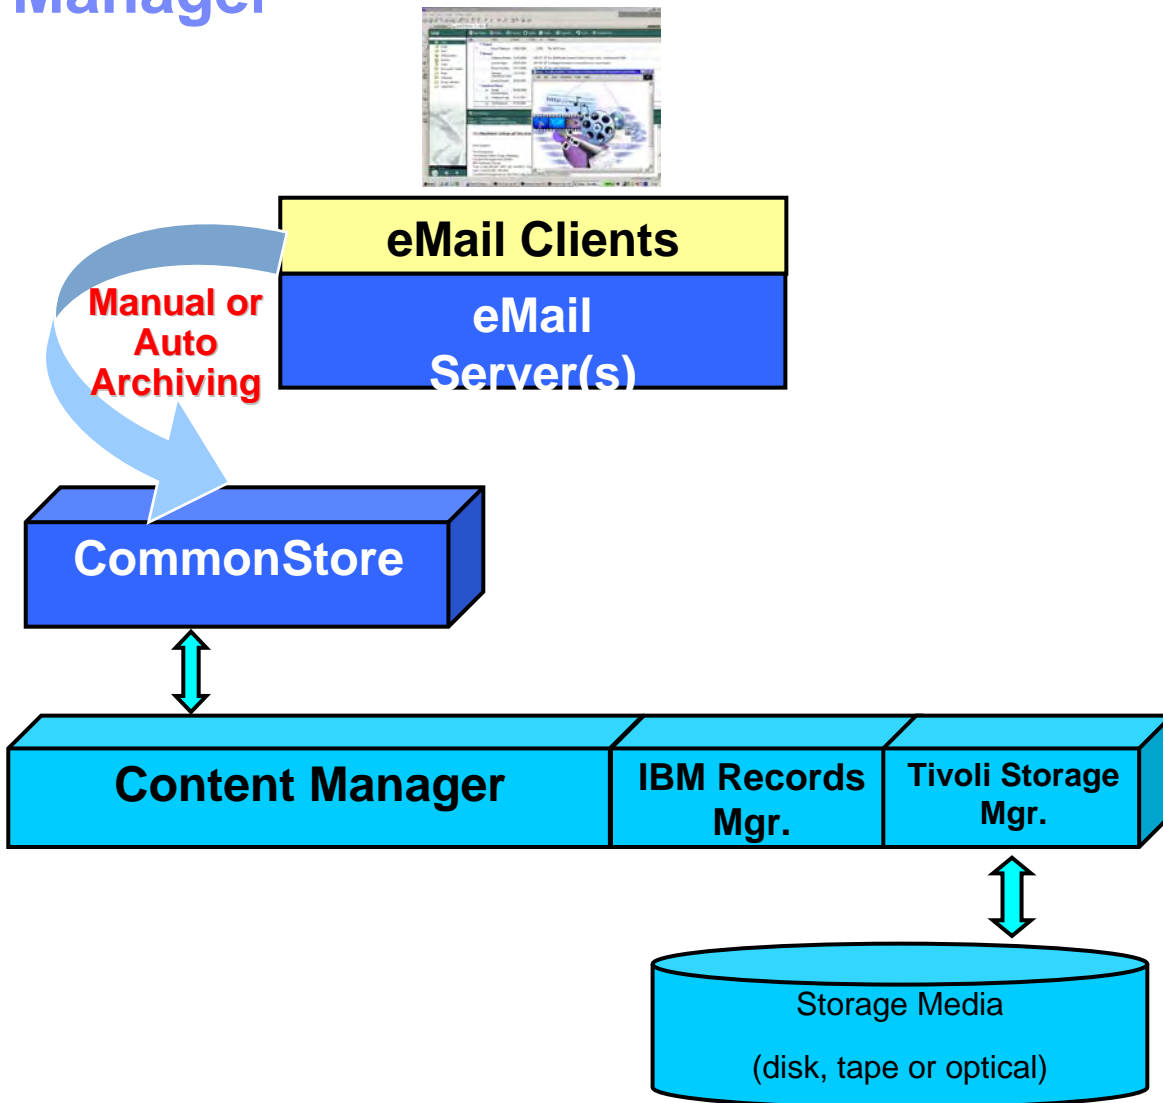 Manager
eMail Clients
eMail
Server(s)
Manual or
Auto
Archiving
CommonStore
Content Manager
IBM Records
Mgr.
Tivoli Storage
Mgr.
Storage Media
(disk, tape or optical)